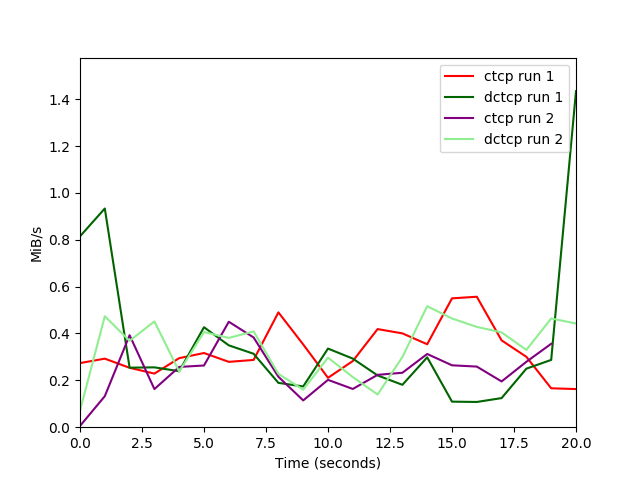 ctcp run 1
dctcp run 1
ctcp run 2
dctcp run 2
MiB/s
1.4
1.2
1.0
0.8
0.6
0.4
0.2
0.0
0.0 2.5 5.0 7.5 10.0 12.5 15.0 17.5 20.0
Time (seconds)